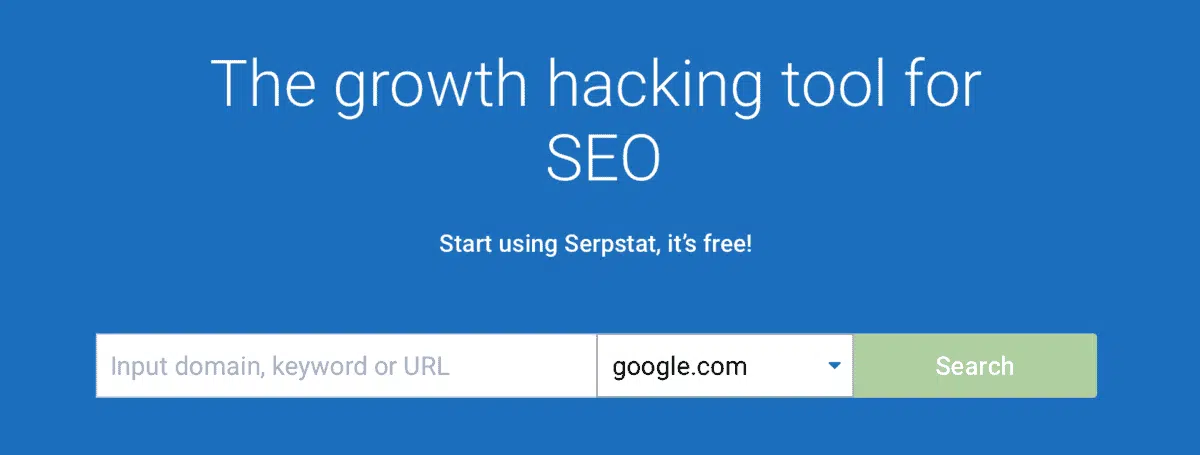 The growth hacking tool for
SEO
Start using Serpstat, it’s free!
Input domain, keyword or URL
google.com
Search